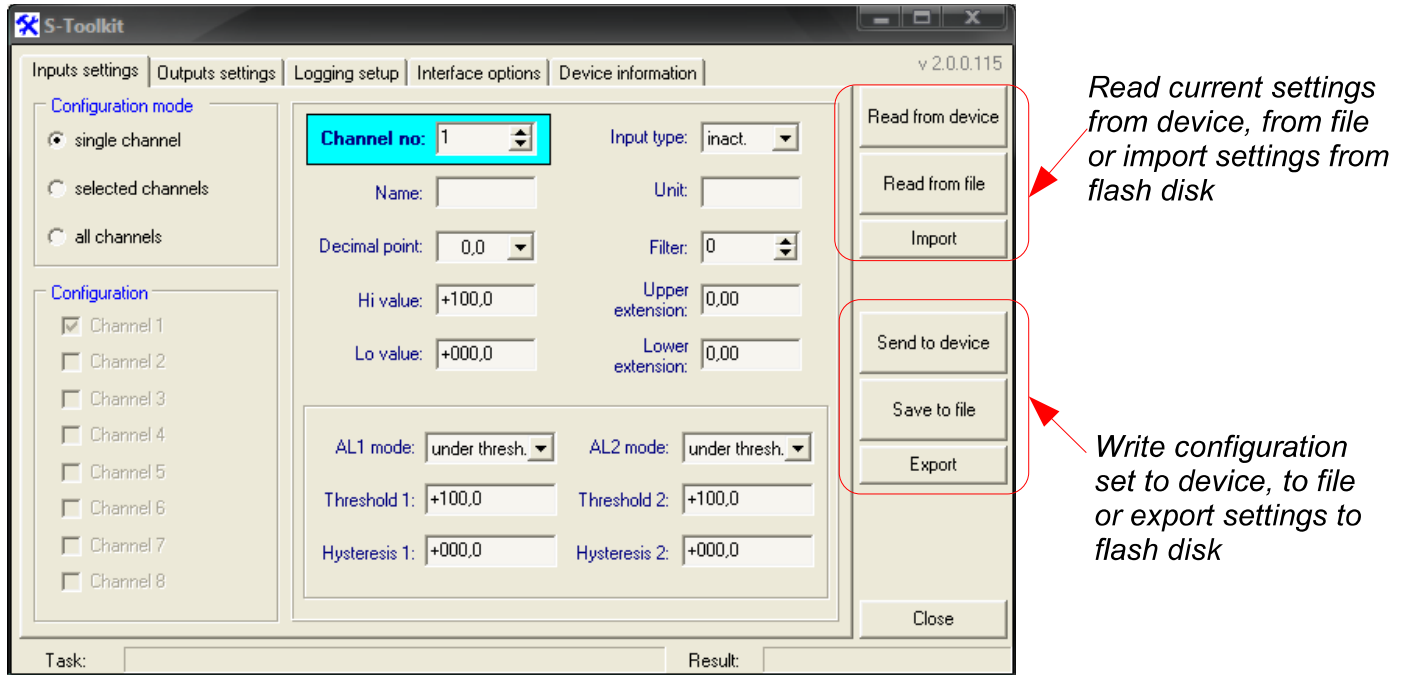 S-Toolkit
Inputs settings Outputs settings Logging setup Interface options Device information
v 2.0.0.115
Configuration mode
single channel
selected channels
all channels
Configuration
Channel 1
Channel 2
Channel 3
Channel 4
Channel 5
Channel 6
Channel 7
Channel 8
Channel no: 1
Input type: inact.
Name:
Unit:
Decimal point: 0,0
Filter: 0
Hi value: +100,0
Upper
extension: 0,00
Lo value: +000,0
Lower
extension: 0,00
AL1 mode: under thresh.
AL2 mode: under thresh.
Threshold 1: +100,0
Threshold 2: +100,0
Hysteresis 1: +000,0
Hysteresis 2: +000,0
Read from device
Read from file
Import
Send to device
Save to file
Export
Close
Task:
Result:
Read current settings
from device, from file
or import settings from
flash disk
Write configuration
set to device, to file
or export settings to
flash disk